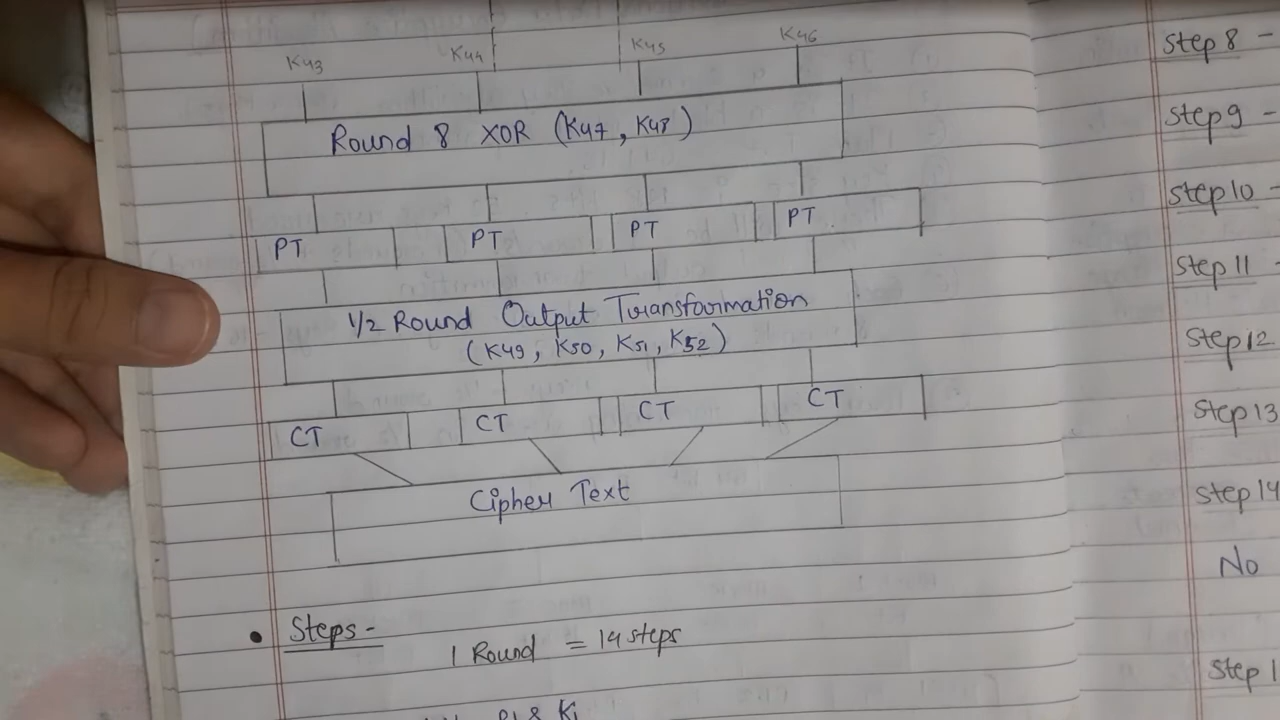 K43 K44 K45 K46
Round 8 XOR (K47, K48)
PT PT PT PT
1/2 Round Output Transformation
(K49, K50, K51, K52)
CT CT CT CT
Cipher Text
• Steps -
1 Round = 14 steps
P1 & K1
Step 8 -
Step 9 -
Step 10 -
Step 11 -
Step 12
Step 13
Step 14
No
Step 1